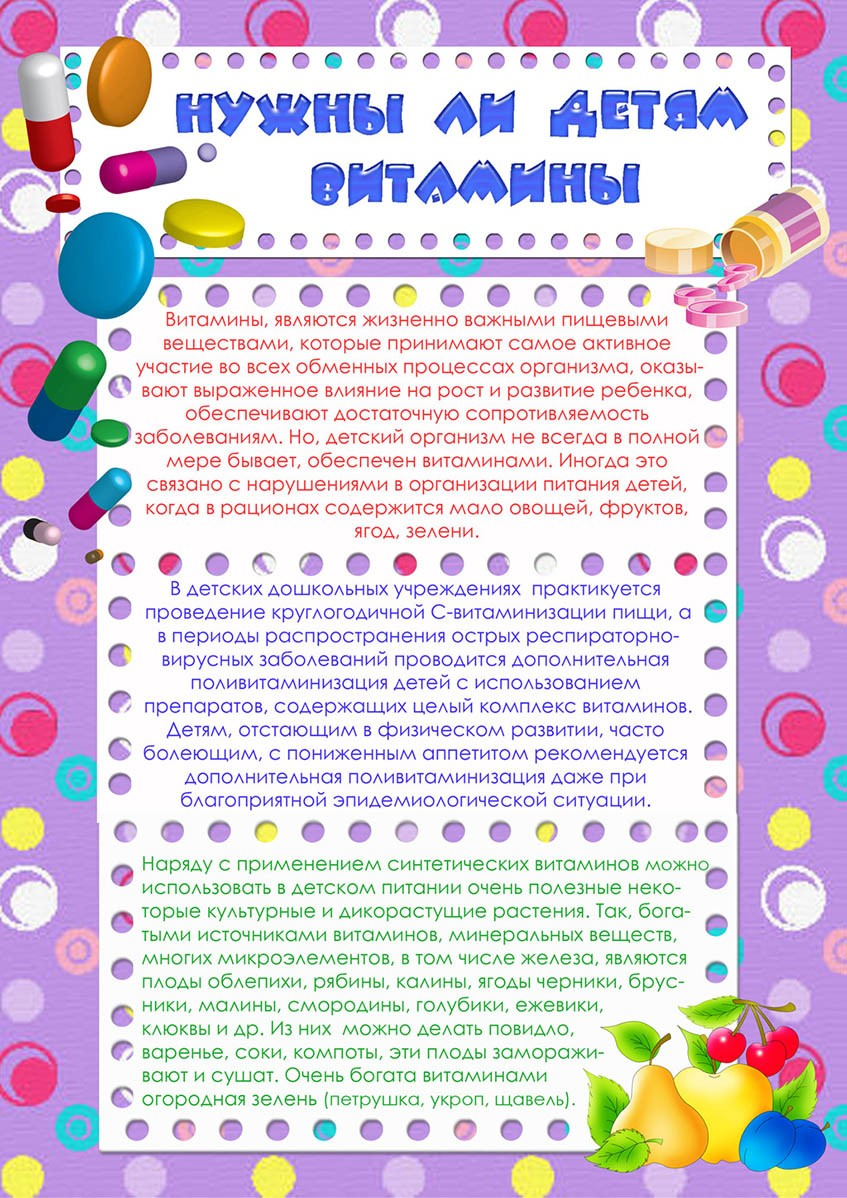 НУЖНЫ ЛИ ДЕТЯМ
ВИТАМИНЫ
Витамины, являются жизненно важными пищевыми
веществами, которые принимают самое активное
участие во всех обменных процессах организма, оказы-
вают выраженное влияние на рост и развитие ребенка,
обеспечивают достаточную сопротивляемость
заболеваниям. Но, детский организм не всегда в полной
мере бывает, обеспечен витаминами. Иногда это
связано с нарушениями в организации питания детей,
когда в рационах содержится мало овощей, фруктов,
ягод, зелени.
В детских дошкольных учреждениях практикуется
проведение круглогодичной С-витаминизации пищи, а
в периоды распространения острых респираторно-
вирусных заболеваний проводится дополнительная
поливитаминизация детей с использованием
препаратов, содержащих целый комплекс витаминов.
Детям, отстающим в физическом развитии, часто
болеющим, с пониженным аппетитом рекомендуется
дополнительная поливитаминизация даже при
благоприятной эпидемиологической ситуации.
Наряду с применением синтетических витаминов можно
использовать в детском питании очень полезные неко-
торые культурные и дикорастущие растения. Так, бога-
тыми источниками витаминов, минеральных веществ,
многих микроэлементов, в том числе железа, являются
плоды облепихи, рябины, калины, ягоды черники, брус-
ники, малины, смородины, голубики, ежевики,
клюквы и др. Из них можно делать повидло,
варенье, соки, компоты, эти плоды заморажи-
вают и сушат. Очень богата витаминами
огородная зелень (петрушка, укроп, щавель).